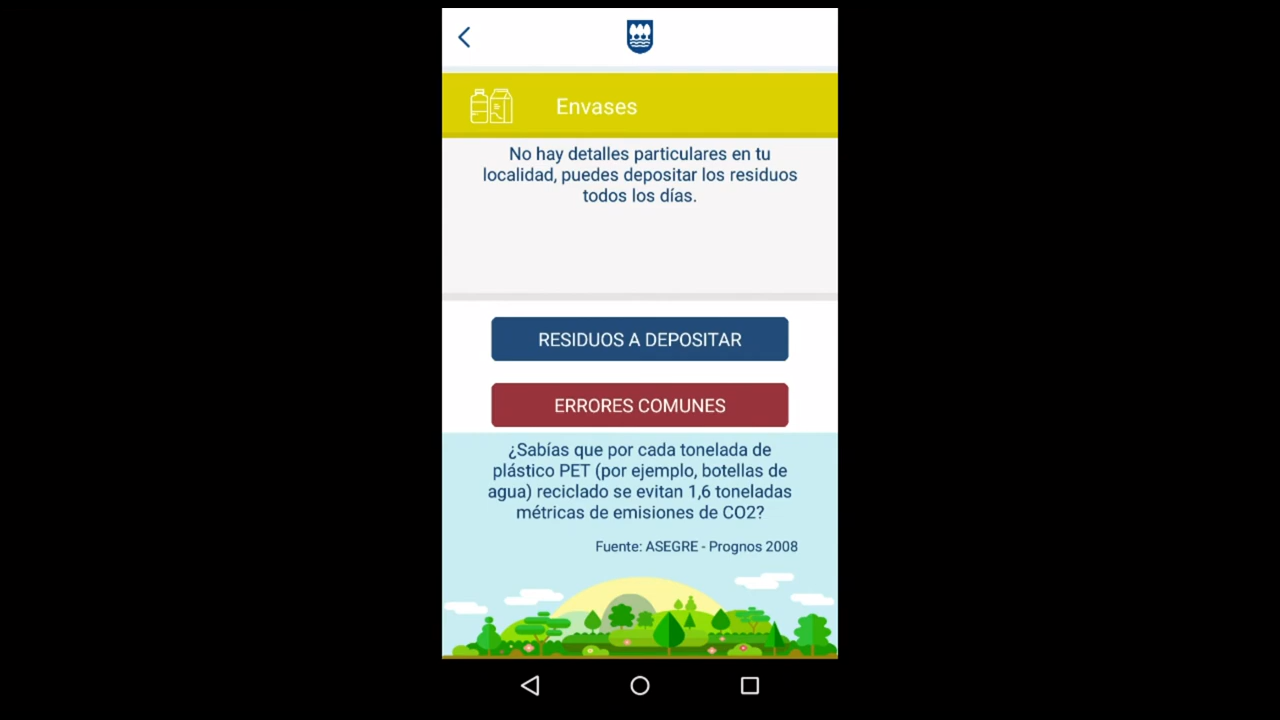 Envases
No hay detalles particulares en tu
localidad, puedes depositar los residuos
todos los días.
RESIDUOS A DEPOSITAR
ERRORES COMUNES
¿Sabías que por cada tonelada de
plástico PET (por ejemplo, botellas de
agua) reciclado se evitan 1,6 toneladas
métricas de emisiones de CO2?
Fuente: ASEGRE - Prognos 2008